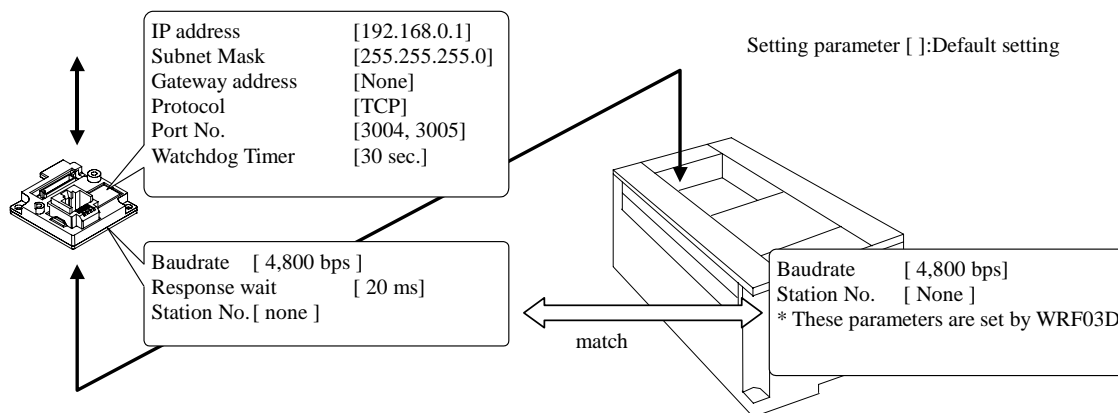 IP address [192.168.0.1]
Subnet Mask [255.255.255.0]
Gateway address [None]
Protocol [TCP]
Port No. [3004, 3005]
Watchdog Timer [30 sec.]
Setting parameter [ ]:Default setting
Baudrate [ 4,800 bps ]
Response wait [ 20 ms]
Station No.[ none ]
match
Baudrate [ 4,800 bps]
Station No. [ None ]
* These parameters are set by WRF03D